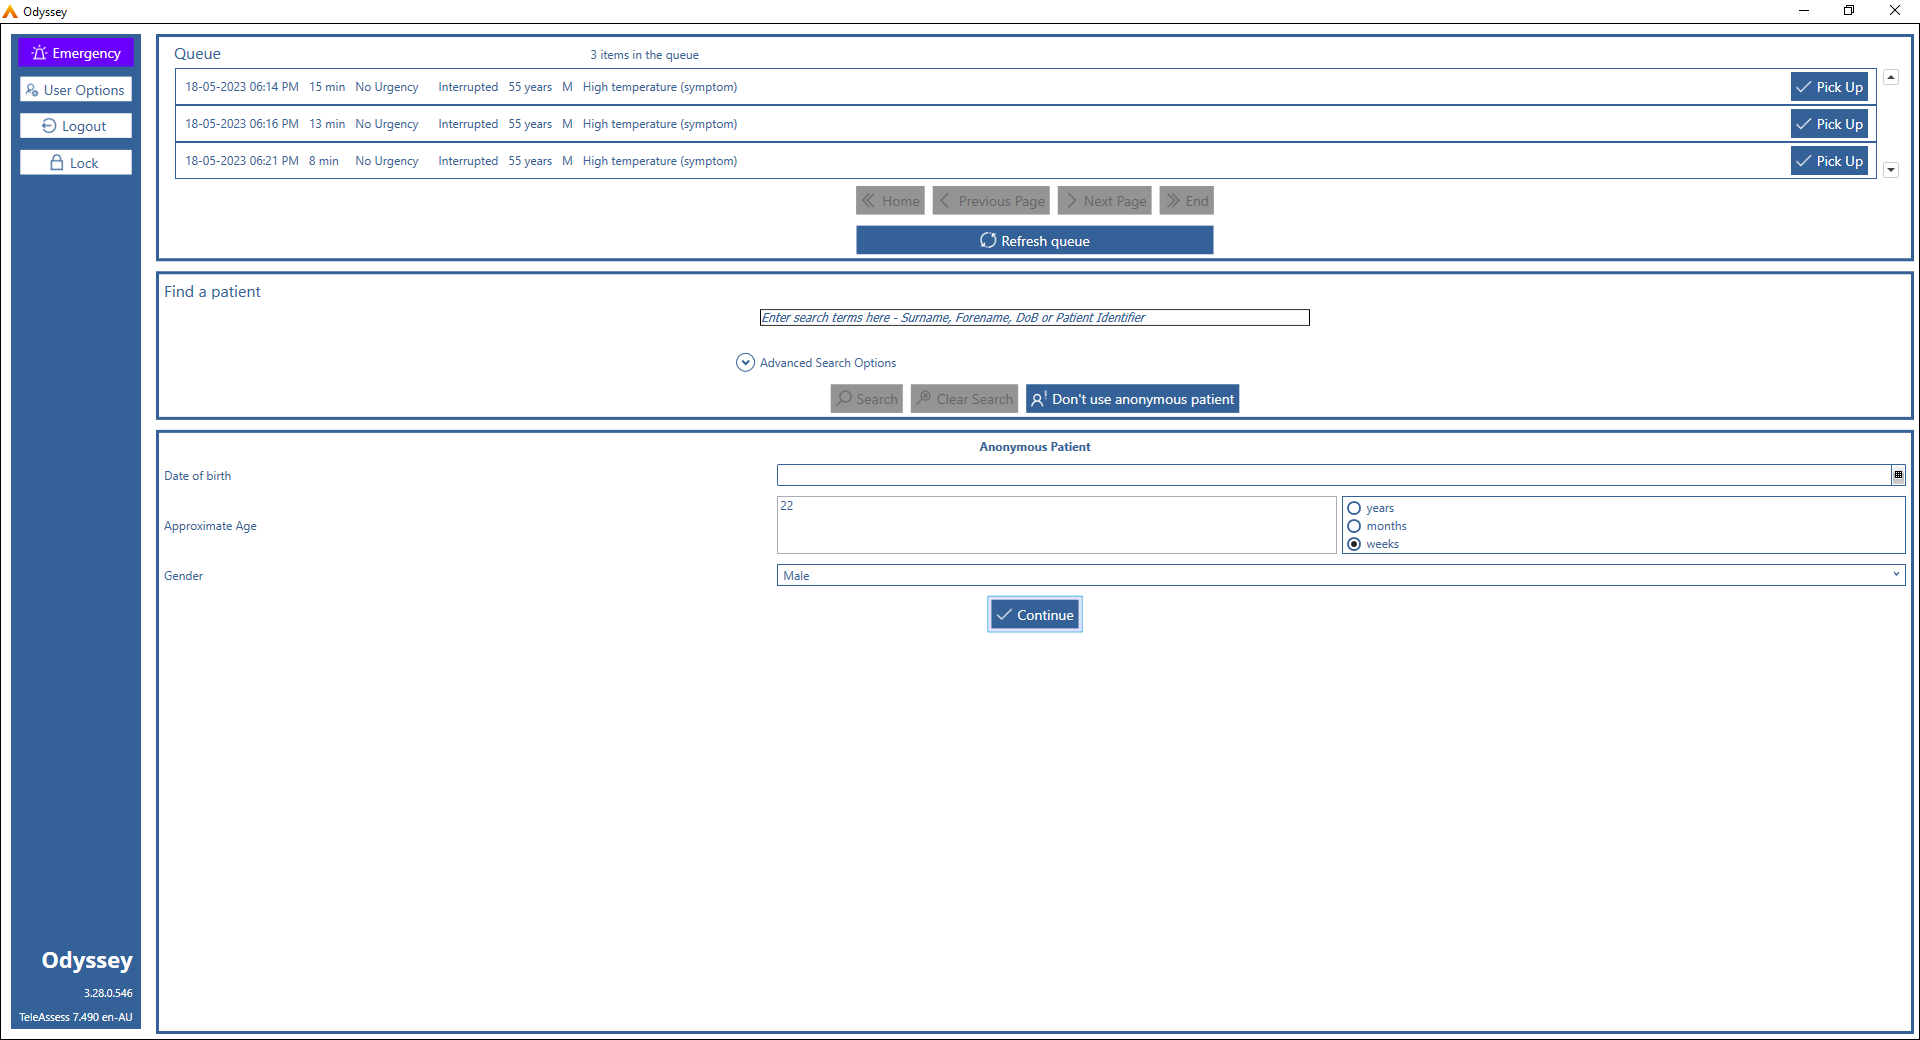 Odyssey
Emergency
User Options
Logout
Lock
Queue 3 items in the queue
18-05-2023 06:14 PM 15 min No Urgency Interrupted 55 years M High temperature (symptom) Pick Up
18-05-2023 06:16 PM 13 min No Urgency Interrupted 55 years M High temperature (symptom) Pick Up
18-05-2023 06:21 PM 8 min No Urgency Interrupted 55 years M High temperature (symptom) Pick Up
Home Previous Page Next Page End
Refresh queue
Find a patient
Enter search terms here - Surname, Forename, DoB or Patient Identifier
Advanced Search Options
Search Clear Search Don't use anonymous patient
Anonymous Patient
Date of birth
Approximate Age 22
years
months
weeks
Gender Male
Continue
Odyssey
3.28.0.546
TeleAssess 7.490 en-AU